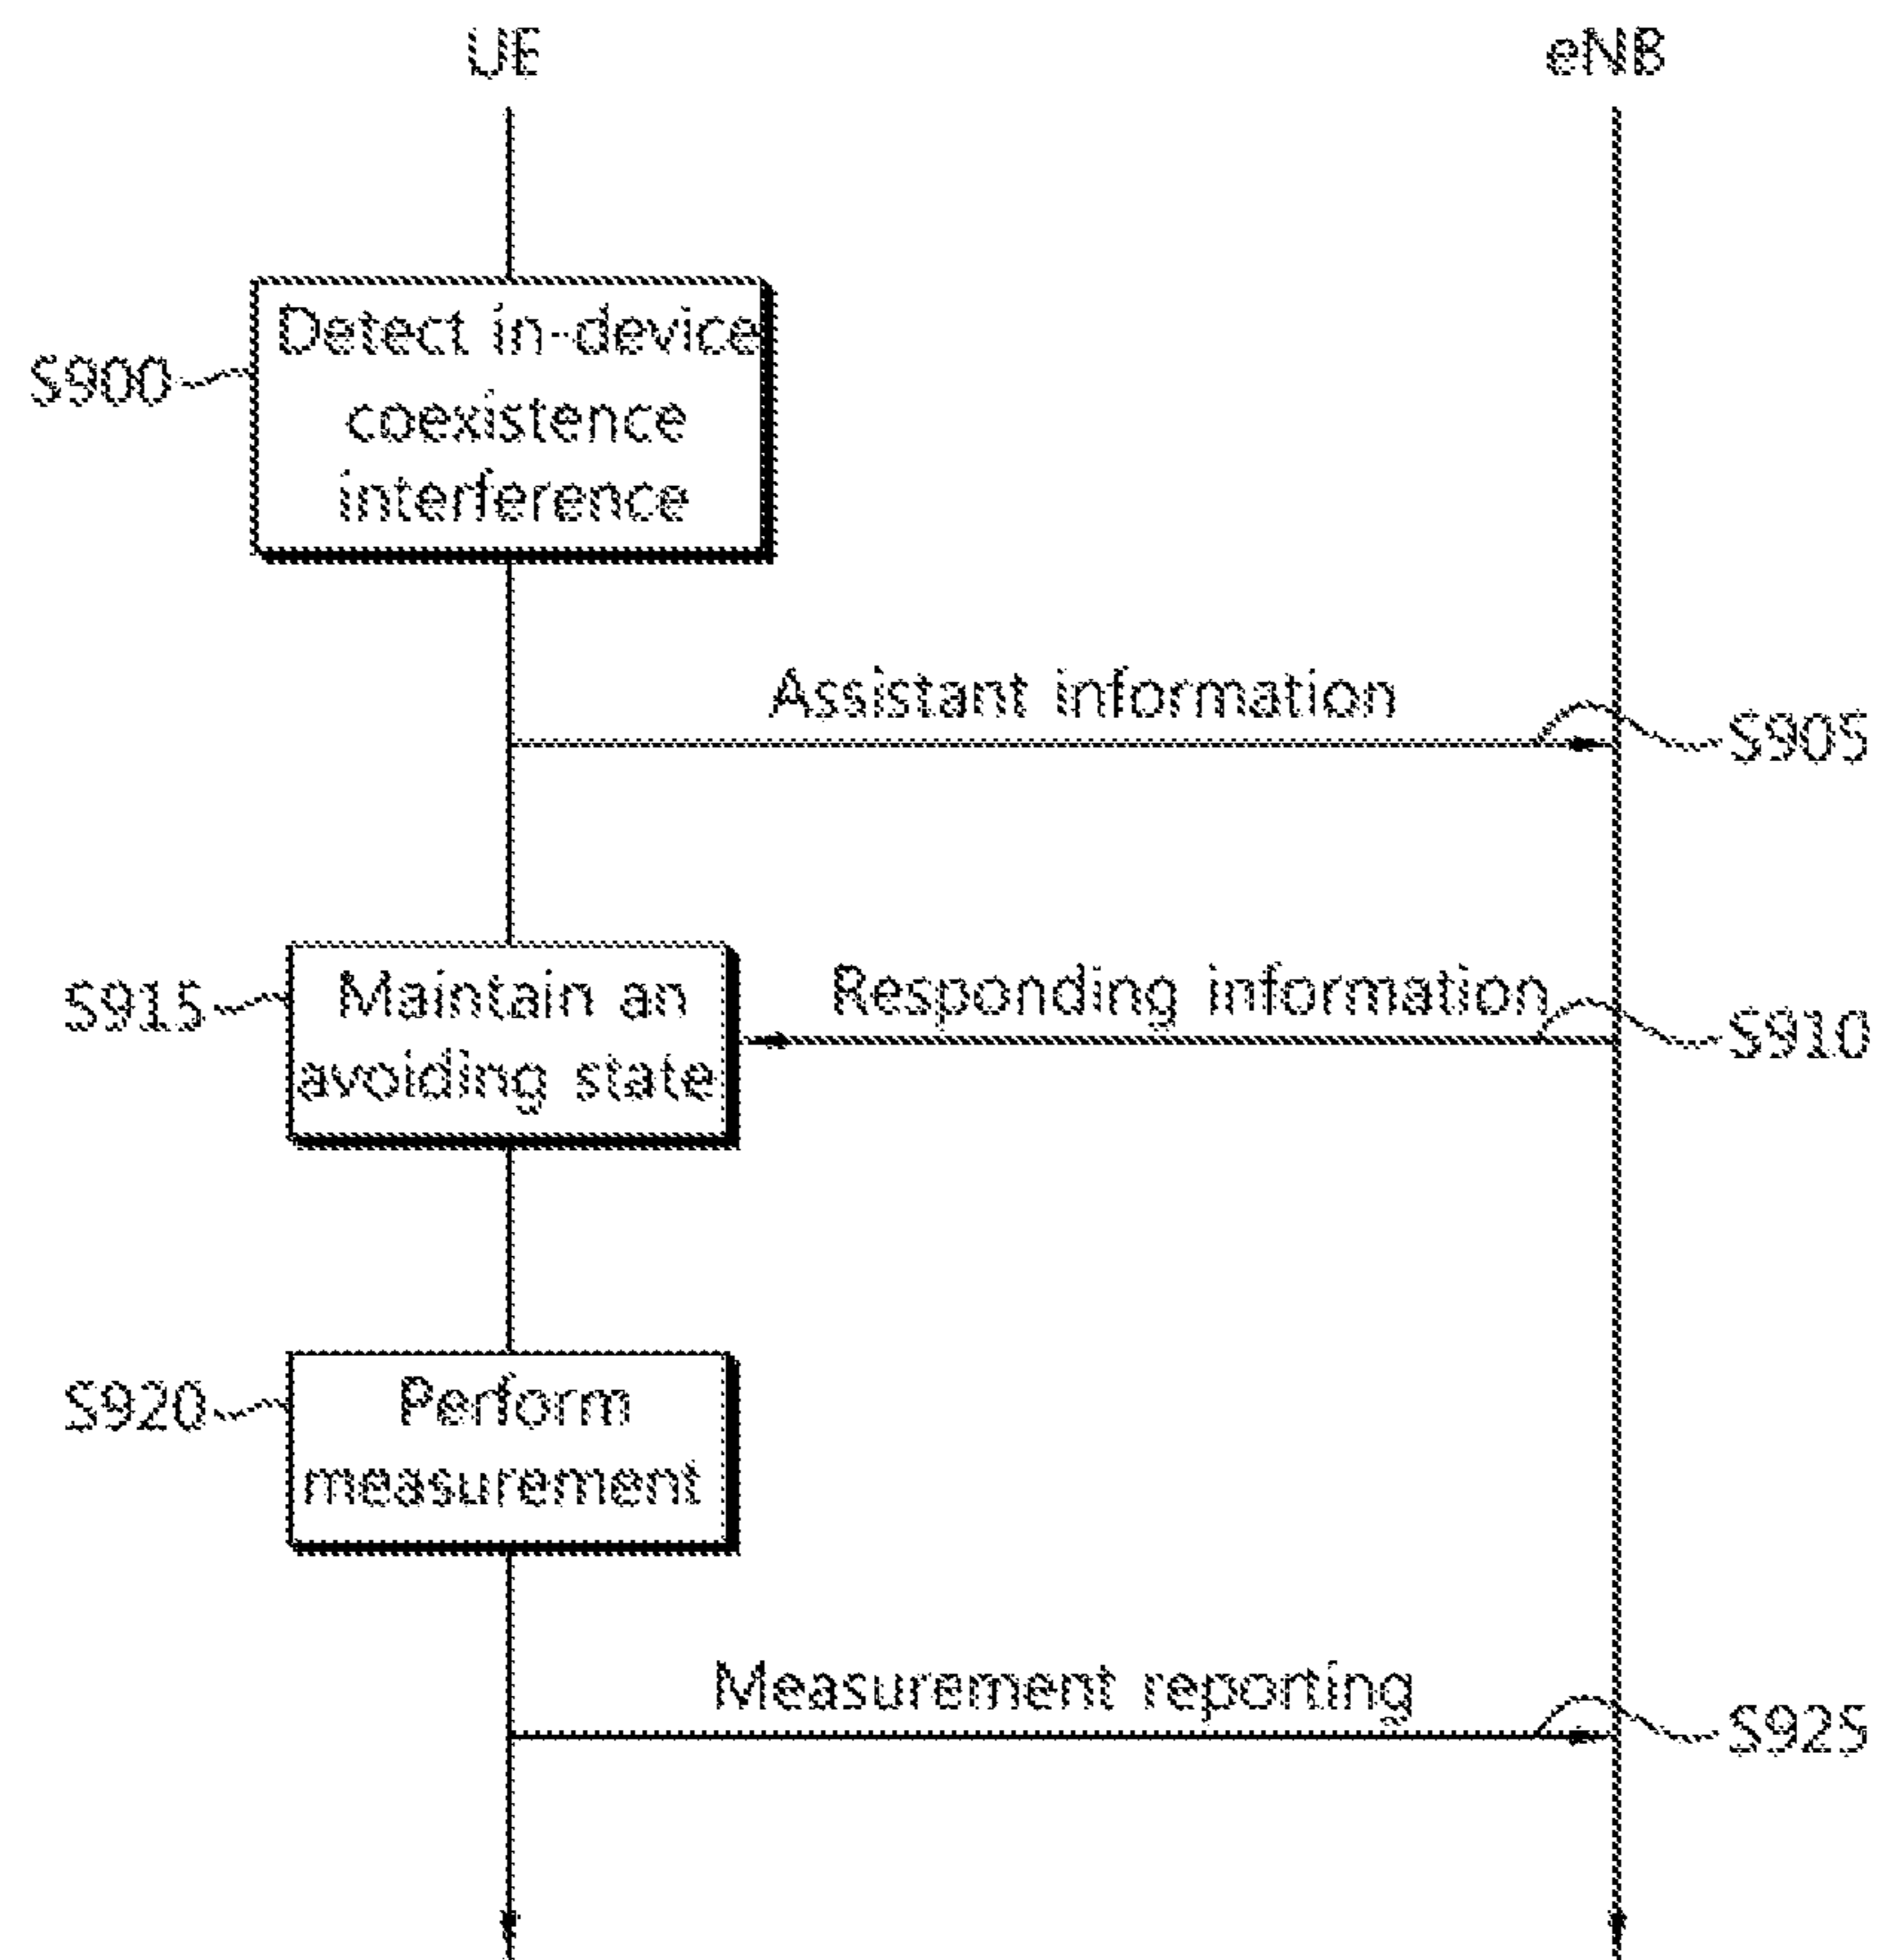 UE
eNB
Detect in-device
S900
coexistence
interference
Assistant information
S905
S915
Maintain an
avoiding state
Responding information
S910
S920
Perform
measurement
Measurement reporting
S925